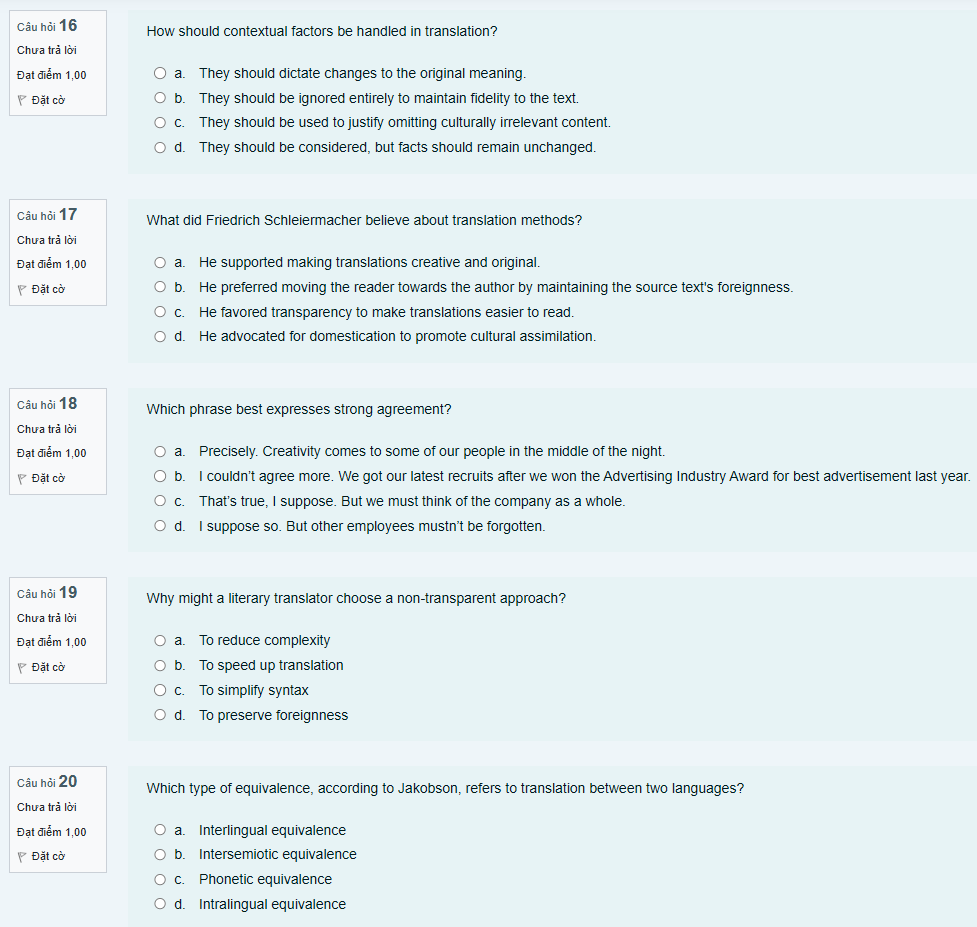 Câu hỏi 16
Chưa trả lời
Đạt điểm 1,00
Đặt cờ
How should contextual factors be handled in translation?
a. They should dictate changes to the original meaning.
b. They should be ignored entirely to maintain fidelity to the text.
c. They should be used to justify omitting culturally irrelevant content.
d. They should be considered, but facts should remain unchanged.
Câu hỏi 17
Chưa trả lời
Đạt điểm 1,00
Đặt cờ
What did Friedrich Schleiermacher believe about translation methods?
a. He supported making translations creative and original.
b. He preferred moving the reader towards the author by maintaining the source text's foreignness.
c. He favored transparency to make translations easier to read.
d. He advocated for domestication to promote cultural assimilation.
Câu hỏi 18
Chưa trả lời
Đạt điểm 1,00
Đặt cờ
Which phrase best expresses strong agreement?
a. Precisely. Creativity comes to some of our people in the middle of the night.
b. I couldn’t agree more. We got our latest recruits after we won the Advertising Industry Award for best advertisement last year.
c. That’s true, I suppose. But we must think of the company as a whole.
d. I suppose so. But other employees mustn’t be forgotten.
Câu hỏi 19
Chưa trả lời
Đạt điểm 1,00
Đặt cờ
Why might a literary translator choose a non-transparent approach?
a. To reduce complexity
b. To speed up translation
c. To simplify syntax
d. To preserve foreignness
Câu hỏi 20
Chưa trả lời
Đạt điểm 1,00
Đặt cờ
Which type of equivalence, according to Jakobson, refers to translation between two languages?
a. Interlingual equivalence
b. Intersemiotic equivalence
c. Phonetic equivalence
d. Intralingual equivalence